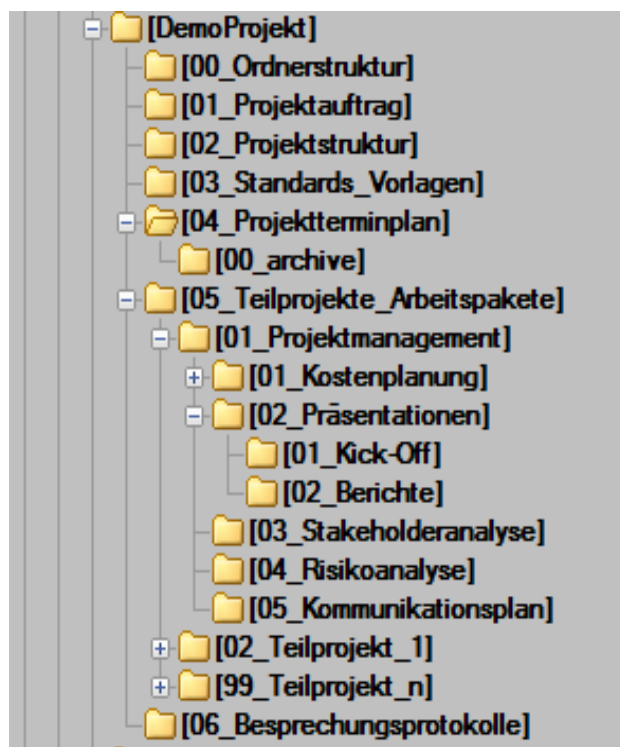 [DemoProjekt]
[00_Ordnerstruktur]
[01_Projektauftrag]
[02_Projektstruktur]
[03_Standards_Vorlagen]
[04_Projektterminplan]
[00_archive]
[05_Teilprojekte_Arbeitspakete]
[01_Projektmanagement]
[01_Kostenplanung]
[02_Präsentationen]
[01_Kick-Off]
[02_Berichte]
[03_Stakeholderanalyse]
[04_Risikoanalyse]
[05_Kommunikationsplan]
[02_Teilprojekt_1]
[99_Teilprojekt_n]
[06_Besprechungsprotokolle]